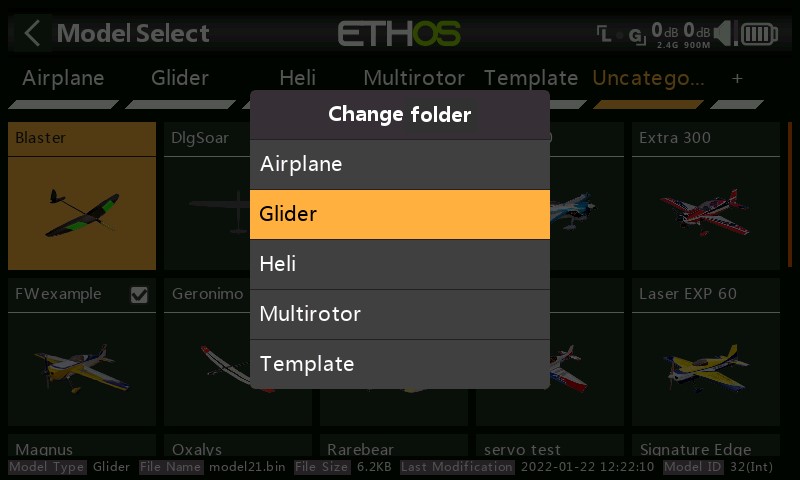 Model Select ETHOS L G 0dB 0dB
2.4G 900M
Airplane Glider Heli Multirotor Template Uncatego... +
Change folder
Blaster DlgSoar Extra 300
Airplane
Glider
Heli
FWexample Geronimo Laser EXP 60
Multirotor
Template
Magnus Oxalys Rarebear servo test Signature Edge
Model Type Glider File Name model21.bin File Size 6.2KB Last Modification 2022-01-22 12:22:10 Model ID 32(Int)